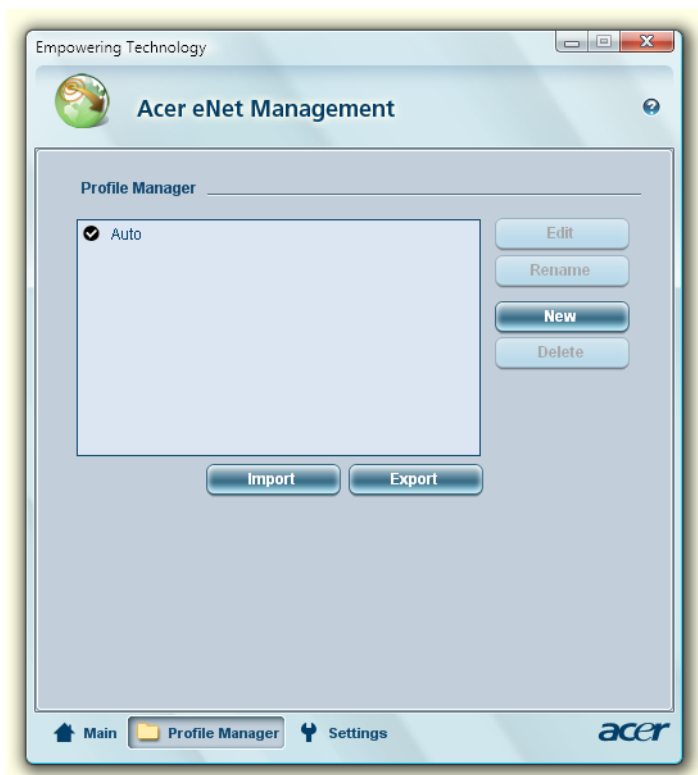 Empowering Technology
Acer eNet Management
Profile Manager
Auto
Edit
Rename
New
Delete
Import
Export
Main
Profile Manager
Settings
acer